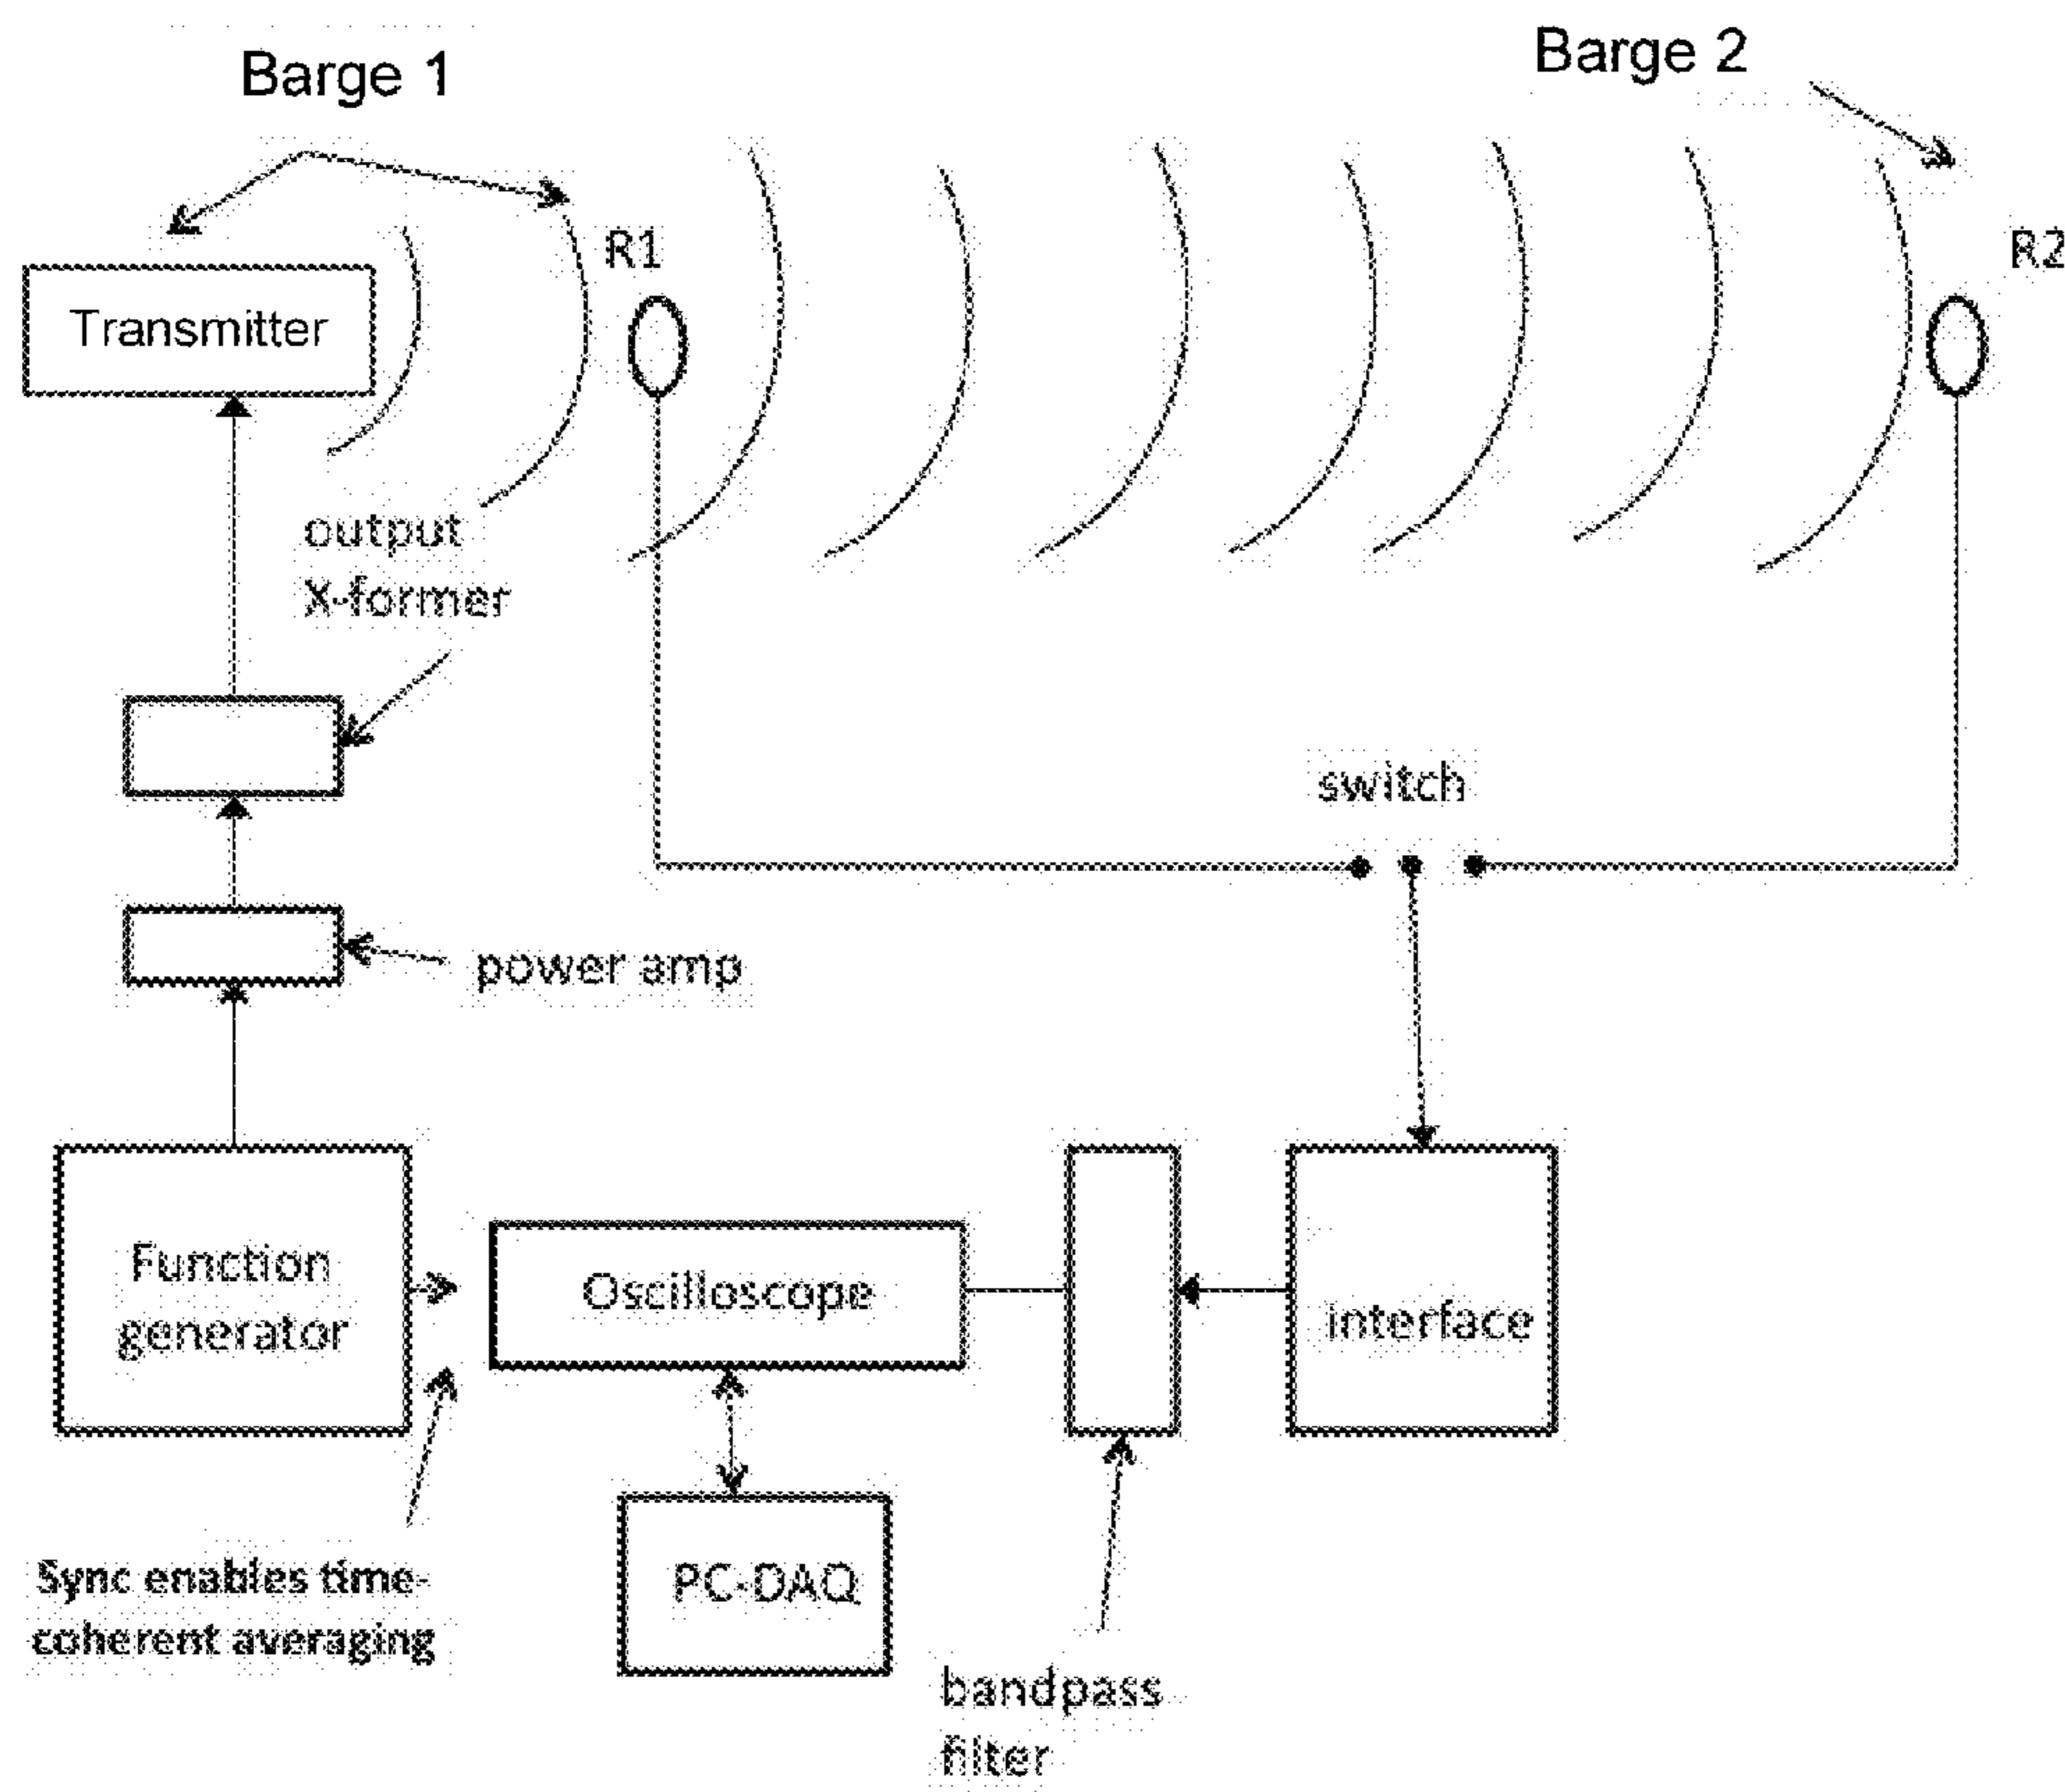 Barge 1
Barge 2
R1
R2
Transmitter
output
X-former
switch
power amp
Function
generator
Oscilloscope
interface
Sync enables time-
coherent averaging
PC-DAQ
bandpass
filter